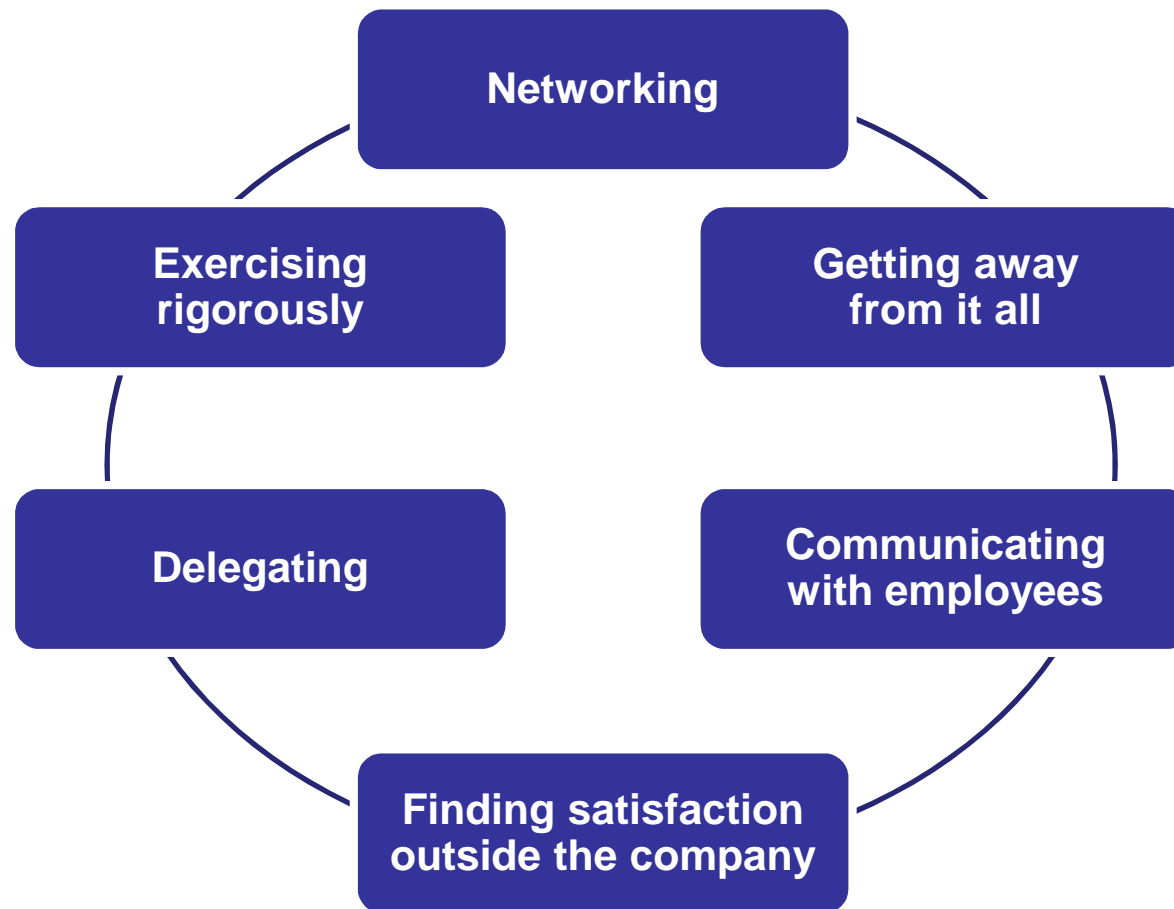 Networking
Getting away
from it all
Communicating
with employees
Finding satisfaction
outside the company
Delegating
Exercising
rigorously